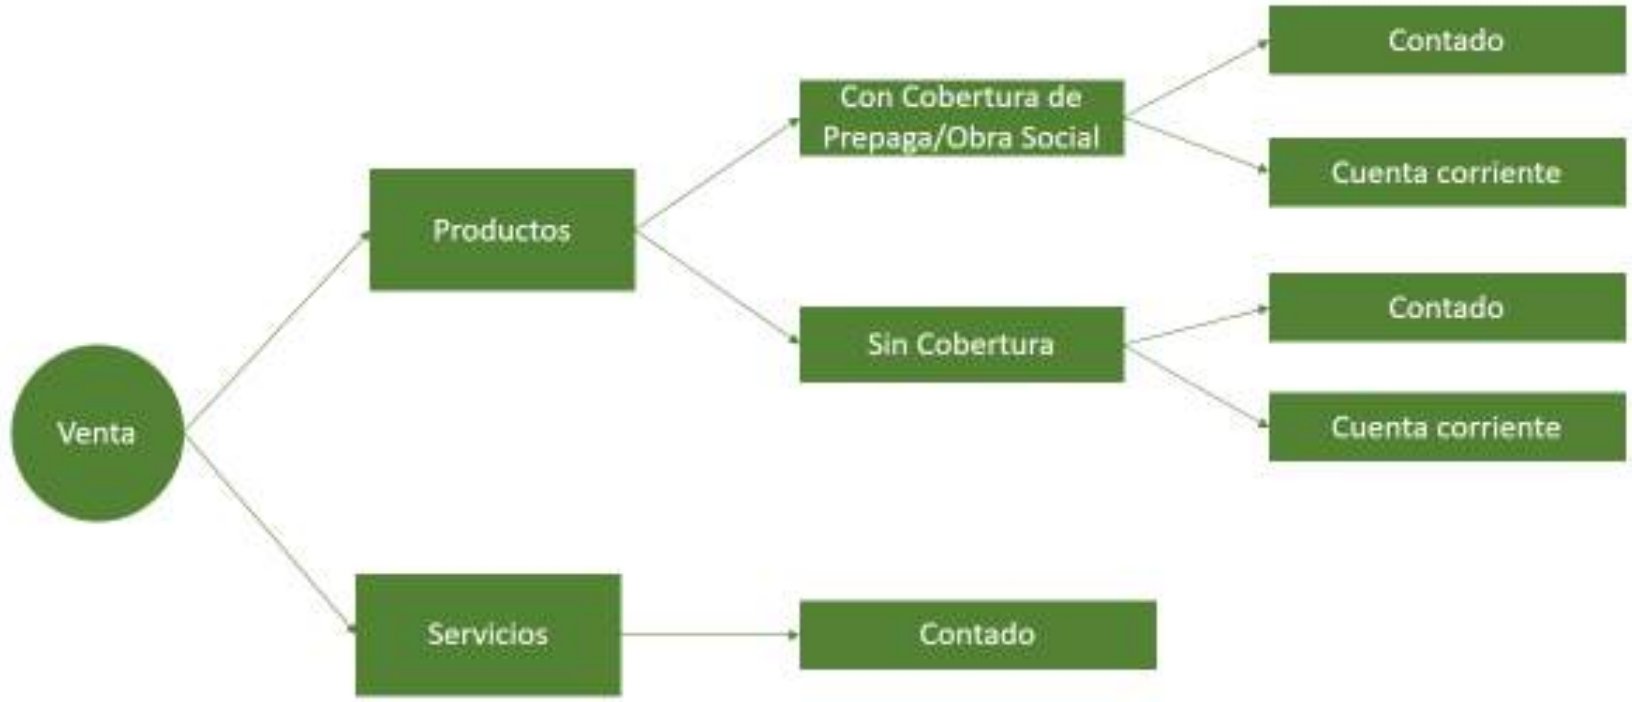 Venta
Productos
Con Cobertura de
Prepaga/Obra Social
Contado
Cuenta corriente
Sin Cobertura
Contado
Cuenta corriente
Servicios
Contado